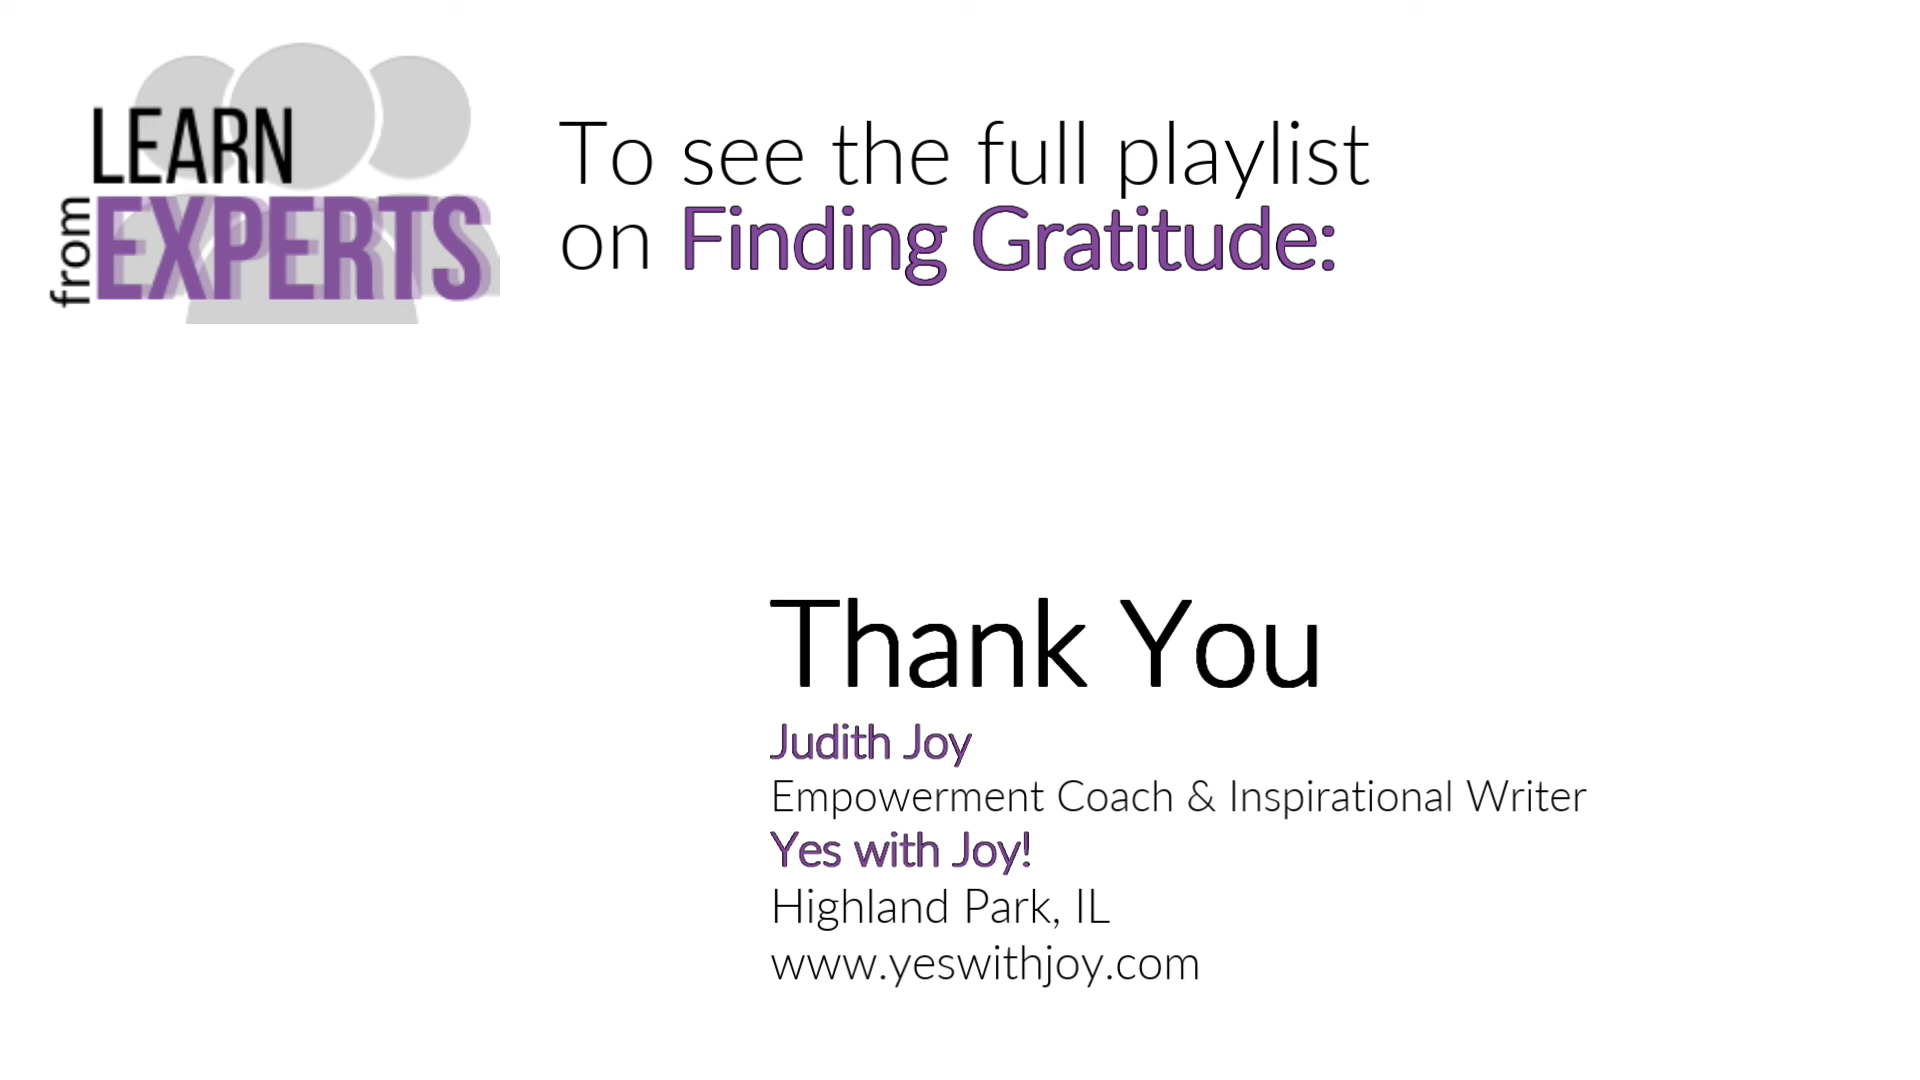 LEARN
from
EXPERTS
To see the full playlist
on Finding Gratitude:
Thank You
Judith Joy
Empowerment Coach & Inspirational Writer
Yes with Joy!
Highland Park, IL
www.yeswithjoy.com